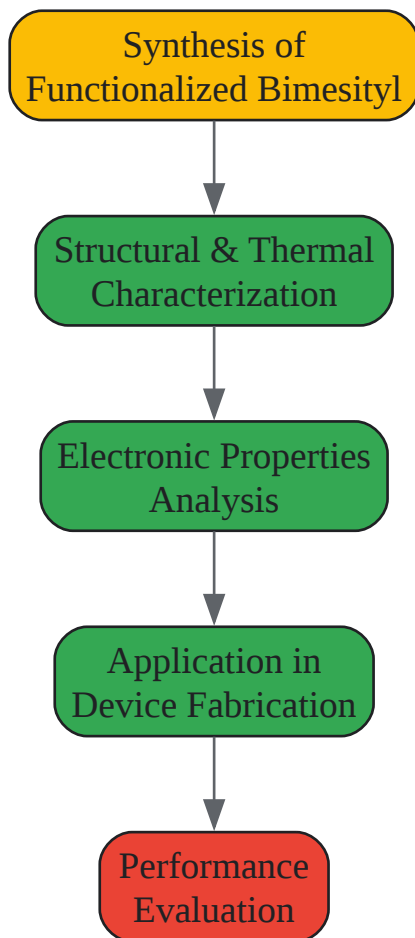 Synthesis of
Functionalized Bimesityl
Structural & Thermal
Characterization
Electronic Properties
Analysis
Application in
Device Fabrication
Performance
Evaluation